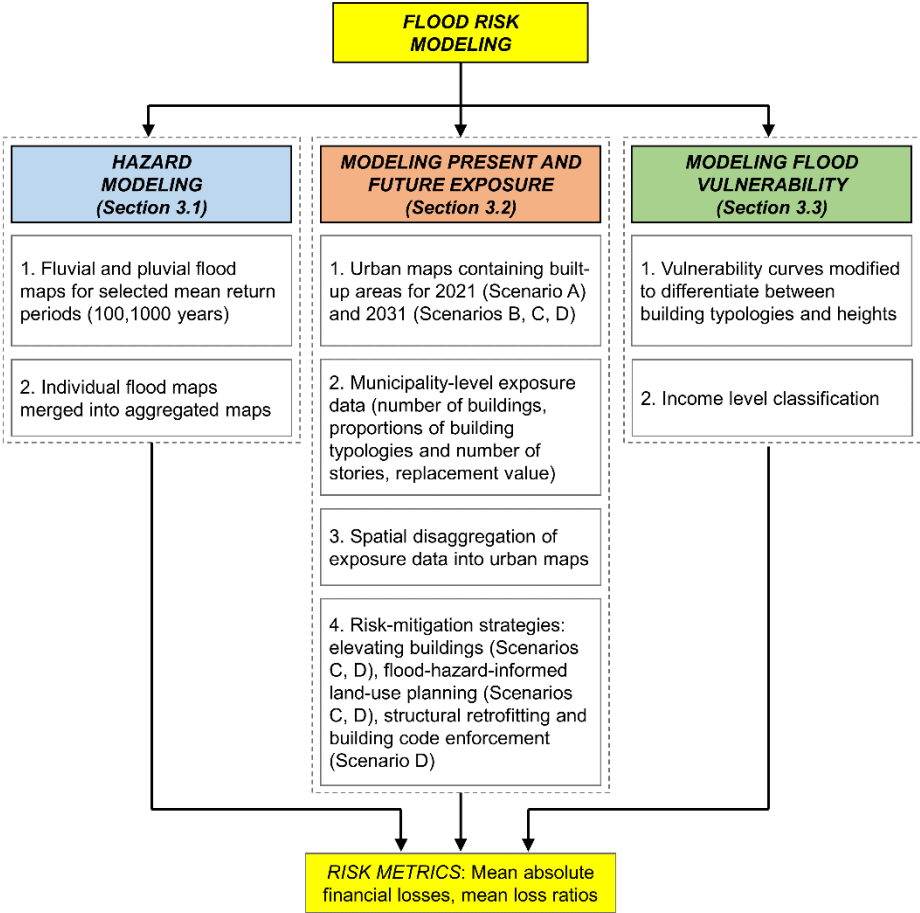 FLOOD RISK
MODELING
HAZARD
MODELING
(Section 3.1)
1. Fluvial and pluvial flood
maps for selected mean return
periods (100,1000 years)
2. Individual flood maps
merged into aggregated maps
MODELING PRESENT AND
FUTURE EXPOSURE
(Section 3.2)
1. Urban maps containing built-
up areas for 2021 (Scenario A)
and 2031 (Scenarios B, C, D)
2. Municipality-level exposure
data (number of buildings,
proportions of building
typologies and number of
stories, replacement value)
3. Spatial disaggregation of
exposure data into urban maps
4. Risk-mitigation strategies:
elevating buildings (Scenarios
C, D), flood-hazard-informed
land-use planning (Scenarios
C, D), structural retrofitting and
building code enforcement
(Scenario D)
MODELING FLOOD
VULNERABILITY
(Section 3.3)
1. Vulnerability curves modified
to differentiate between
building typologies and heights
2. Income level classification
RISK METRICS: Mean absolute
financial losses, mean loss ratios